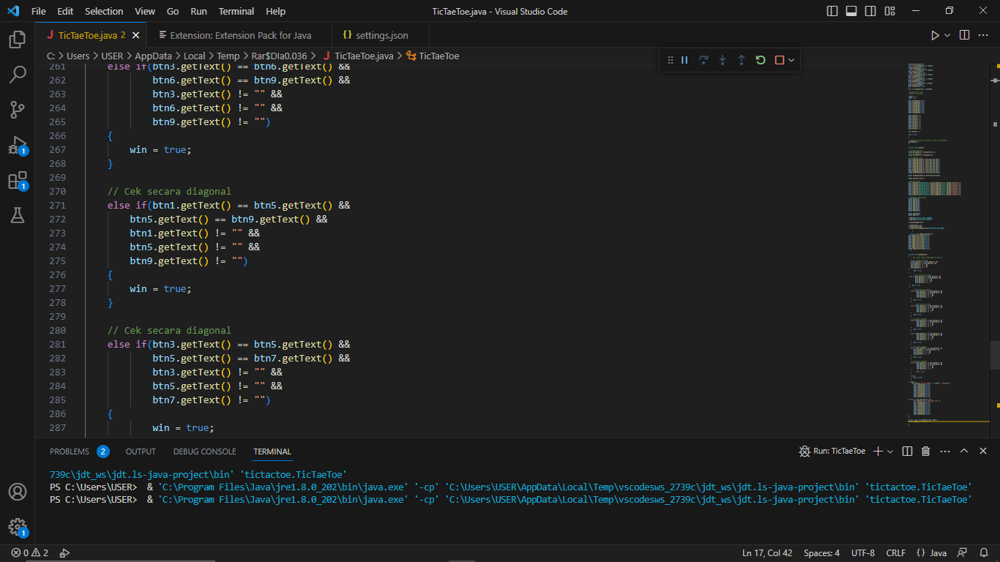 File Edit Selection View Go Run Terminal Help TicTaeToe.java - Visual Studio Code
TicTaeToe.java 2 Extension: Extension Pack for Java settings.json
C: > Users > USER > AppData > Local > Temp > Rar$DIa0.036 > TicTaeToe.java > TicTaeToe
261 else if(btn3.getText() == btn6.getText() &&
262 btn6.getText() == btn9.getText() &&
263 btn3.getText() != "" &&
264 btn6.getText() != "" &&
265 btn9.getText() != "")
266 {
267 win = true;
268 }
269
270 // Cek secara diagonal
271 else if(btn1.getText() == btn5.getText() &&
272 btn5.getText() == btn9.getText() &&
273 btn1.getText() != "" &&
274 btn5.getText() != "" &&
275 btn9.getText() != "")
276 {
277 win = true;
278 }
279
280 // Cek secara diagonal
281 else if(btn3.getText() == btn5.getText() &&
282 btn5.getText() == btn7.getText() &&
283 btn3.getText() != "" &&
284 btn5.getText() != "" &&
285 btn7.getText() != "")
286 {
287 win = true;
1
1
1
PROBLEMS 2 OUTPUT DEBUG CONSOLE TERMINAL Run: TicTaeToe
739c\jdt_ws\jdt.ls-java-project\bin' 'tictactoe.TicTaeToe'
PS C:\Users\USER> & 'C:\Program Files\Java\jre1.8.0_202\bin\java.exe' '-cp' 'C:\Users\USER\AppData\Local\Temp\vscodesws_2739c\jdt_ws\jdt.ls-java-project\bin' 'tictactoe.TicTaeToe'
PS C:\Users\USER> & 'C:\Program Files\Java\jre1.8.0_202\bin\java.exe' '-cp' 'C:\Users\USER\AppData\Local\Temp\vscodesws_2739c\jdt_ws\jdt.ls-java-project\bin' 'tictactoe.TicTaeToe'
0 2 Ln 17, Col 42 Spaces: 4 UTF-8 CRLF {} Java